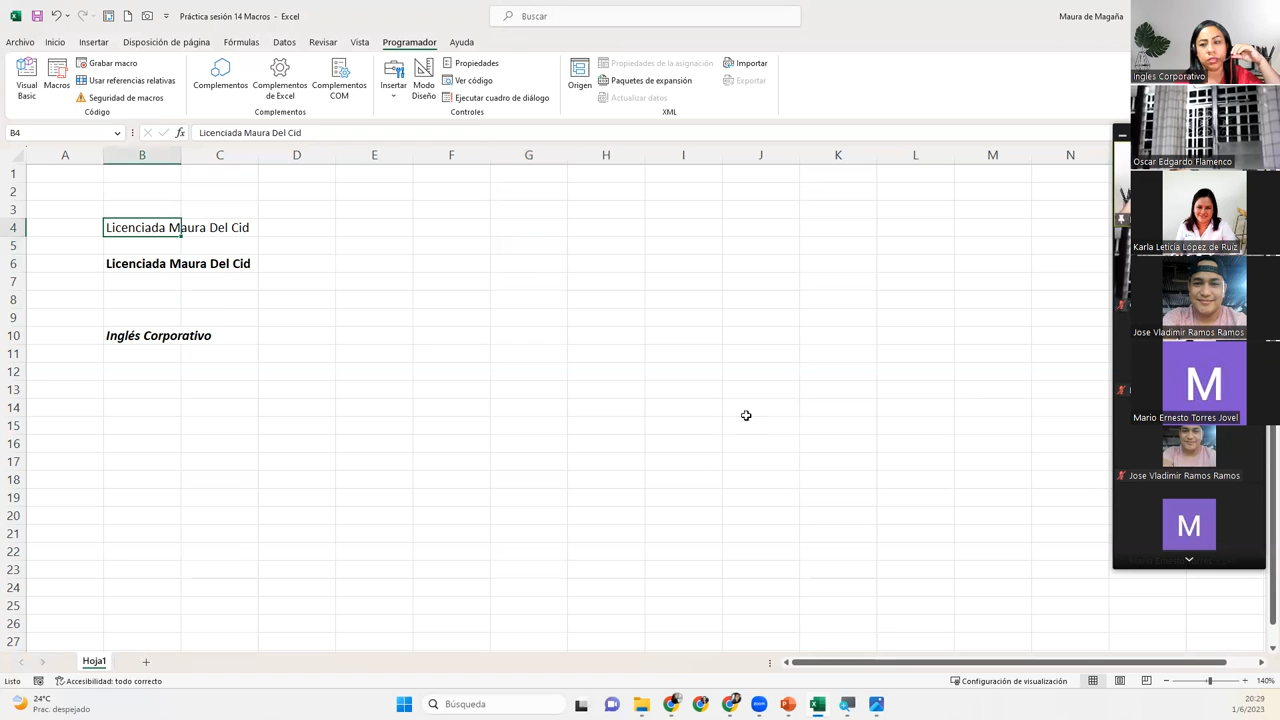 Práctica sesión 14 Macros - Excel
Buscar
Maura de Magaña
Archivo Inicio Insertar Disposición de página Fórmulas Datos Revisar Vista Programador Ayuda
Visual Basic
Macros
Grabar macro
Usar referencias relativas
Seguridad de macros
Código
Complementos
Complementos de Excel
Complementos COM
Complementos
Insertar
Modo Diseño
Propiedades
Ver código
Ejecutar cuadro de diálogo
Controles
Origen
Propiedades de la asignación
Paquetes de expansión
Actualizar datos
Importar
Exportar
XML
B4
fx
Licenciada Maura Del Cid
A B C D E F G H I J K L M N
1
2
3
4 Licenciada Maura Del Cid
5
6 Licenciada Maura Del Cid
7
8
9
10 Inglés Corporativo
11
12
13
14
15
16
17
18
19
20
21
22
23
24
25
26
27
Ingles Corporativo
Oscar Edgardo Flamenco
Karla Leticia López de Ruiz
Jose Vladimir Ramos Ramos
M
Mario Ernesto Torres Jovel
Jose Vladimir Ramos Ramos
M
Hoja1
Listo
Accesibilidad: todo correcto
Configuración de visualización
140%
24°C
Prac. despejado
Búsqueda
20:29
1/6/2023